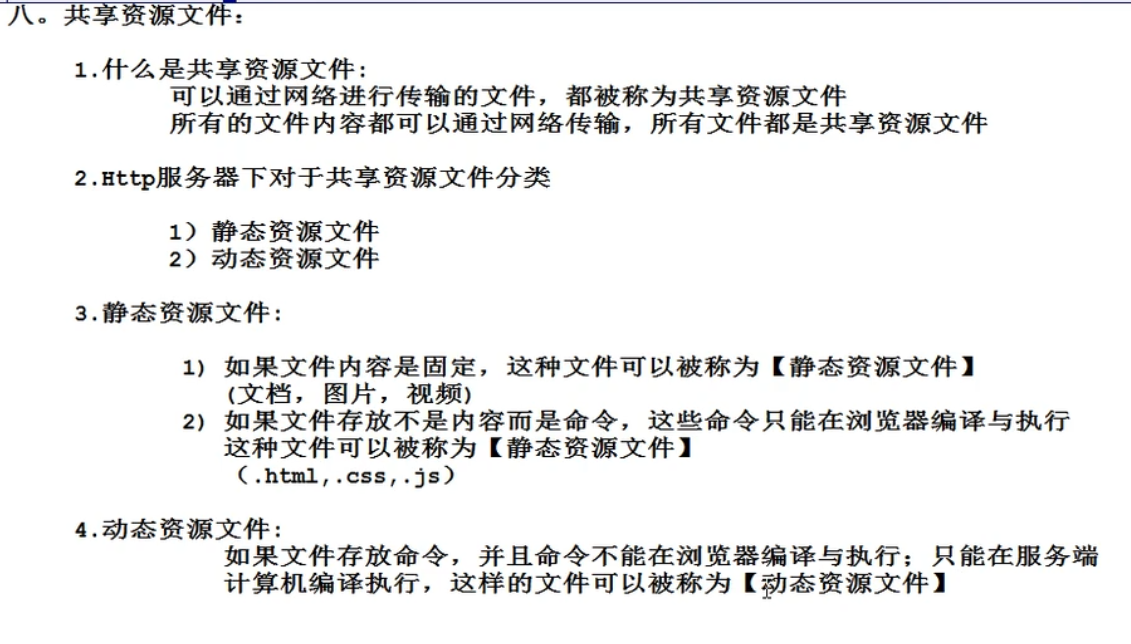 八。共享资源文件：
1.什么是共享资源文件:
可以通过网络进行传输的文件，都被称为共享资源文件
所有的文件内容都可以通过网络传输，所有文件都是共享资源文件
2.Http服务器下对于共享资源文件分类
1）静态资源文件
2）动态资源文件
3.静态资源文件:
1) 如果文件内容是固定，这种文件可以被称为【静态资源文件】
(文档，图片，视频)
2) 如果文件存放不是内容而是命令，这些命令只能在浏览器编译与执行
这种文件可以被称为【静态资源文件】
（.html,.css,.js）
4.动态资源文件:
如果文件存放命令，并且命令不能在浏览器编译与执行；只能在服务端
计算机编译执行，这样的文件可以被称为【动态资源文件】